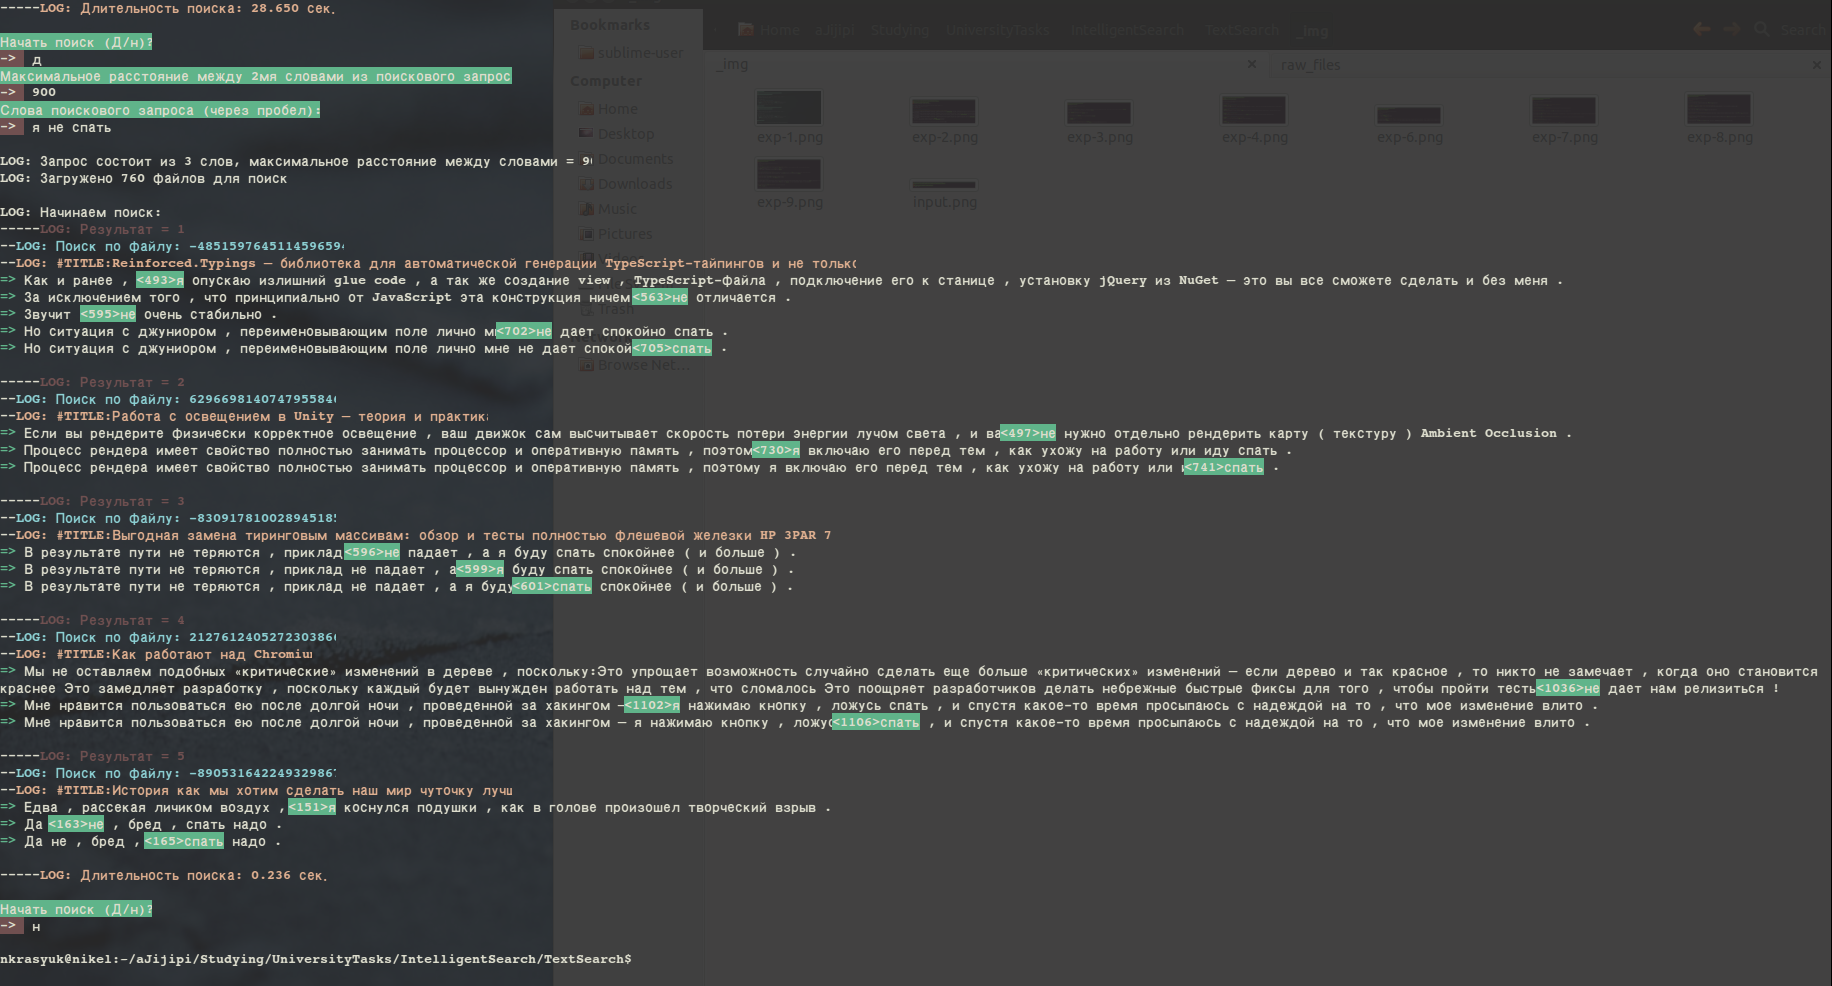 -----LOG: Длительность поиска: 28.650 сек.
Начать поиск (Д/н)?
-> д
Максимальное расстояние между 2мя словами из поискового запрос
-> 900
Слова поискового запроса (через пробел):
-> я не спать
LOG: Запрос состоит из 3 слов, максимальное расстояние между словами = 90
LOG: Загружено 760 файлов для поиск
LOG: Начинаем поиск:
-----LOG: Результат = 1
--LOG: Поиск по файлу: -4851597645114596594
--LOG: #TITLE:Reinforced.Typings — библиотека для автоматической генерации TypeScript-тайпингов и не только
=> Как и ранее , <493>я опускаю излишний glue code , а так же создание view , TypeScript-файла , подключение его к станице , установку jQuery из NuGet — это вы все сможете сделать и без меня .
=> За исключением того , что принципиально от JavaScript эта конструкция ничем<563>не отличается .
=> Звучит <595>не очень стабильно .
=> Но ситуация с джуниором , переименовывающим поле лично м<702>не дает спокойно спать .
=> Но ситуация с джуниором , переименовывающим поле лично мне не дает спокой<705>спать .
-----LOG: Результат = 2
--LOG: Поиск по файлу: 6296698140747955846
--LOG: #TITLE:Работа с освещением в Unity — теория и практик
=> Если вы рендерите физически корректное освещение , ваш движок сам высчитывает скорость потери энергии лучом света , и ва<497>не нужно отдельно рендерить карту ( текстуру ) Ambient Occlusion .
=> Процесс рендера имеет свойство полностью занимать процессор и оперативную память , поэтом<730>я включаю его перед тем , как ухожу на работу или иду спать .
=> Процесс рендера имеет свойство полностью занимать процессор и оперативную память , поэтому я включаю его перед тем , как ухожу на работу или и<741>спать .
-----LOG: Результат = 3
--LOG: Поиск по файлу: -830917810028945185
--LOG: #TITLE:Выгодная замена тиринговым массивам: обзор и тесты полностью флешевой железки HP 3PAR 7
=> В результате пути не теряются , приклад<596>не падает , а я буду спать спокойнее ( и больше ) .
=> В результате пути не теряются , приклад не падает , а<599>я буду спать спокойнее ( и больше ) .
=> В результате пути не теряются , приклад не падает , а я буду<601>спать спокойнее ( и больше ) .
-----LOG: Результат = 4
--LOG: Поиск по файлу: 2127612405272303866
--LOG: #TITLE:Как работают над Chromium
=> Мы не оставляем подобных «критические» изменений в дереве , поскольку:Это упрощает возможность случайно сделать еще больше «критических» изменений — если дерево и так красное , то никто не замечает , когда оно становится
краснее Это замедляет разработку , поскольку каждый будет вынужден работать над тем , что сломалось Это поощряет разработчиков делать небрежные быстрые фиксы для того , чтобы пройти тесть<1036>не дает нам релизиться !
=> Мне нравится пользоваться ею после долгой ночи , проведенной за хакингом —<1102>я нажимаю кнопку , ложусь спать , и спустя какое-то время просыпаюсь с надеждой на то , что мое изменение влито .
=> Мне нравится пользоваться ею после долгой ночи , проведенной за хакингом — я нажимаю кнопку , ложус<1106>спать , и спустя какое-то время просыпаюсь с надеждой на то , что мое изменение влито .
-----LOG: Результат = 5
--LOG: Поиск по файлу: -890531642249329867
--LOG: #TITLE:История как мы хотим сделать наш мир чуточку лучш
=> Едва , рассекая личиком воздух ,<151>я коснулся подушки , как в голове произошел творческий взрыв .
=> Да <163>не , бред , спать надо .
=> Да не , бред ,<165>спать надо .
-----LOG: Длительность поиска: 0.236 сек.
Начать поиск (Д/н)?
-> н
nkrasyuk@nikel:~/aJijipi/Studying/UniversityTasks/IntelligentSearch/TextSearch$
Bookmarks
sublime-user
Computer
Home
Desktop
Documents
Downloads
Music
Pictures
Trash
Browse Net...
Home aJijipi Studying UniversityTasks IntelligentSearch TextSearch _img
Search
_img
raw_files
exp-1.png exp-2.png exp-3.png exp-4.png exp-6.png exp-7.png exp-8.png
exp-9.png input.png